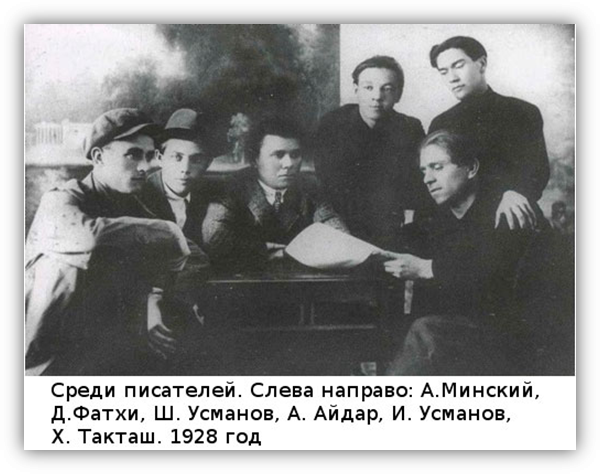 Среди писателей. Слева направо: А.Минский,
Д.Фатхи, Ш. Усманов, А. Айдар, И. Усманов,
Х. Такташ. 1928 год